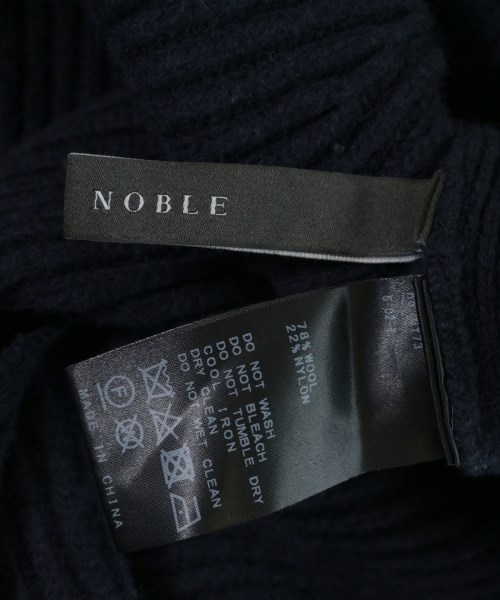 NOBLE
78% WOOL
22% NYLON
DO NOT WASH
DO NOT BLEACH
DO NOT TUMBLE DRY
COOL IRON
DRY CLEAN
DO NOT WET CLEAN
F
MADE IN CHINA